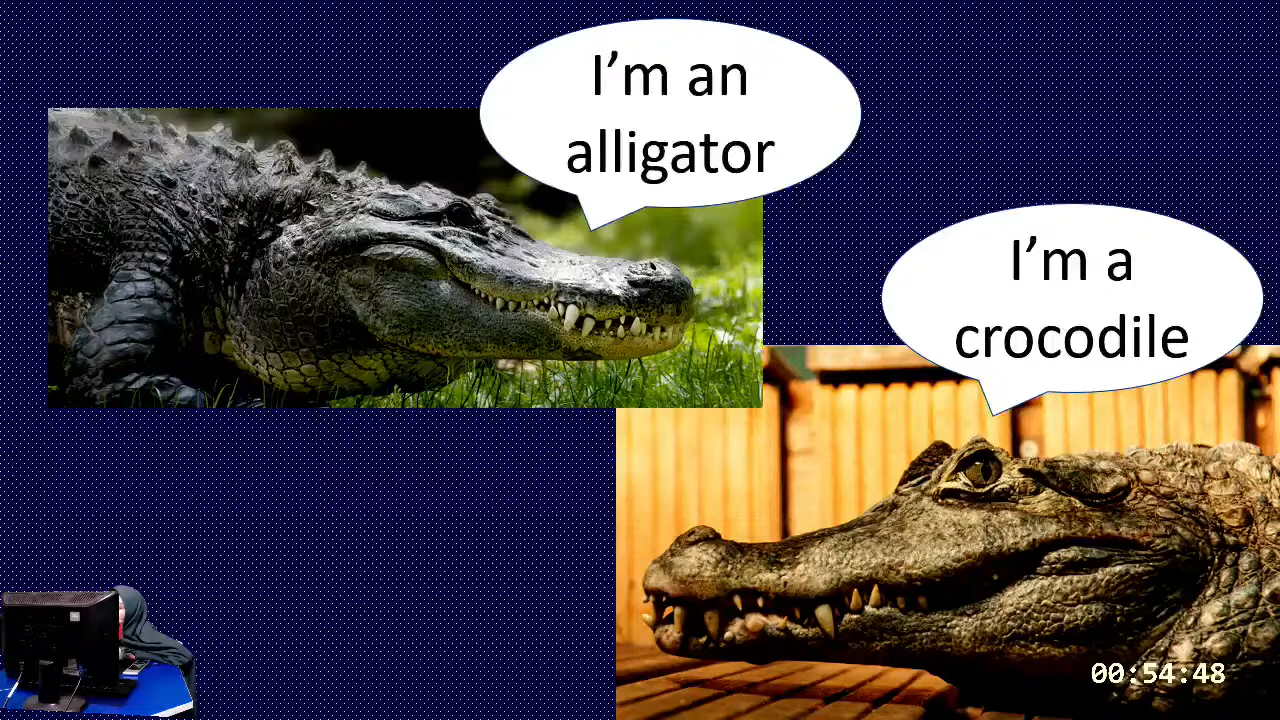 I’m an
alligator
I’m a
crocodile
00:54:48